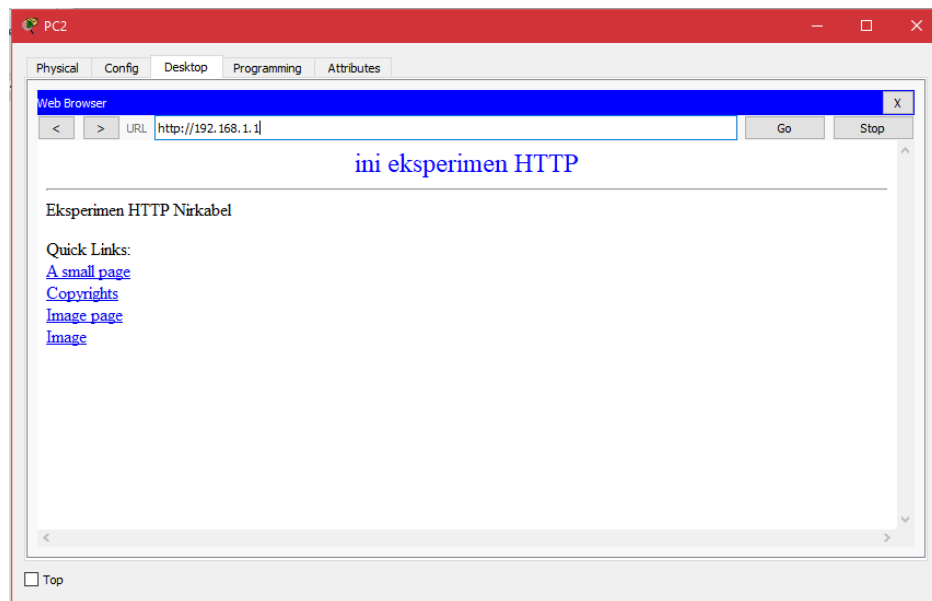 PC2
Physical Config Desktop Programming Attributes
Web Browser X
< > URL http://192.168.1.1 Go Stop
ini eksperimen HTTP
Eksperimen HTTP Nirkabel
Quick Links:
A small page
Copyrights
Image page
Image
Top